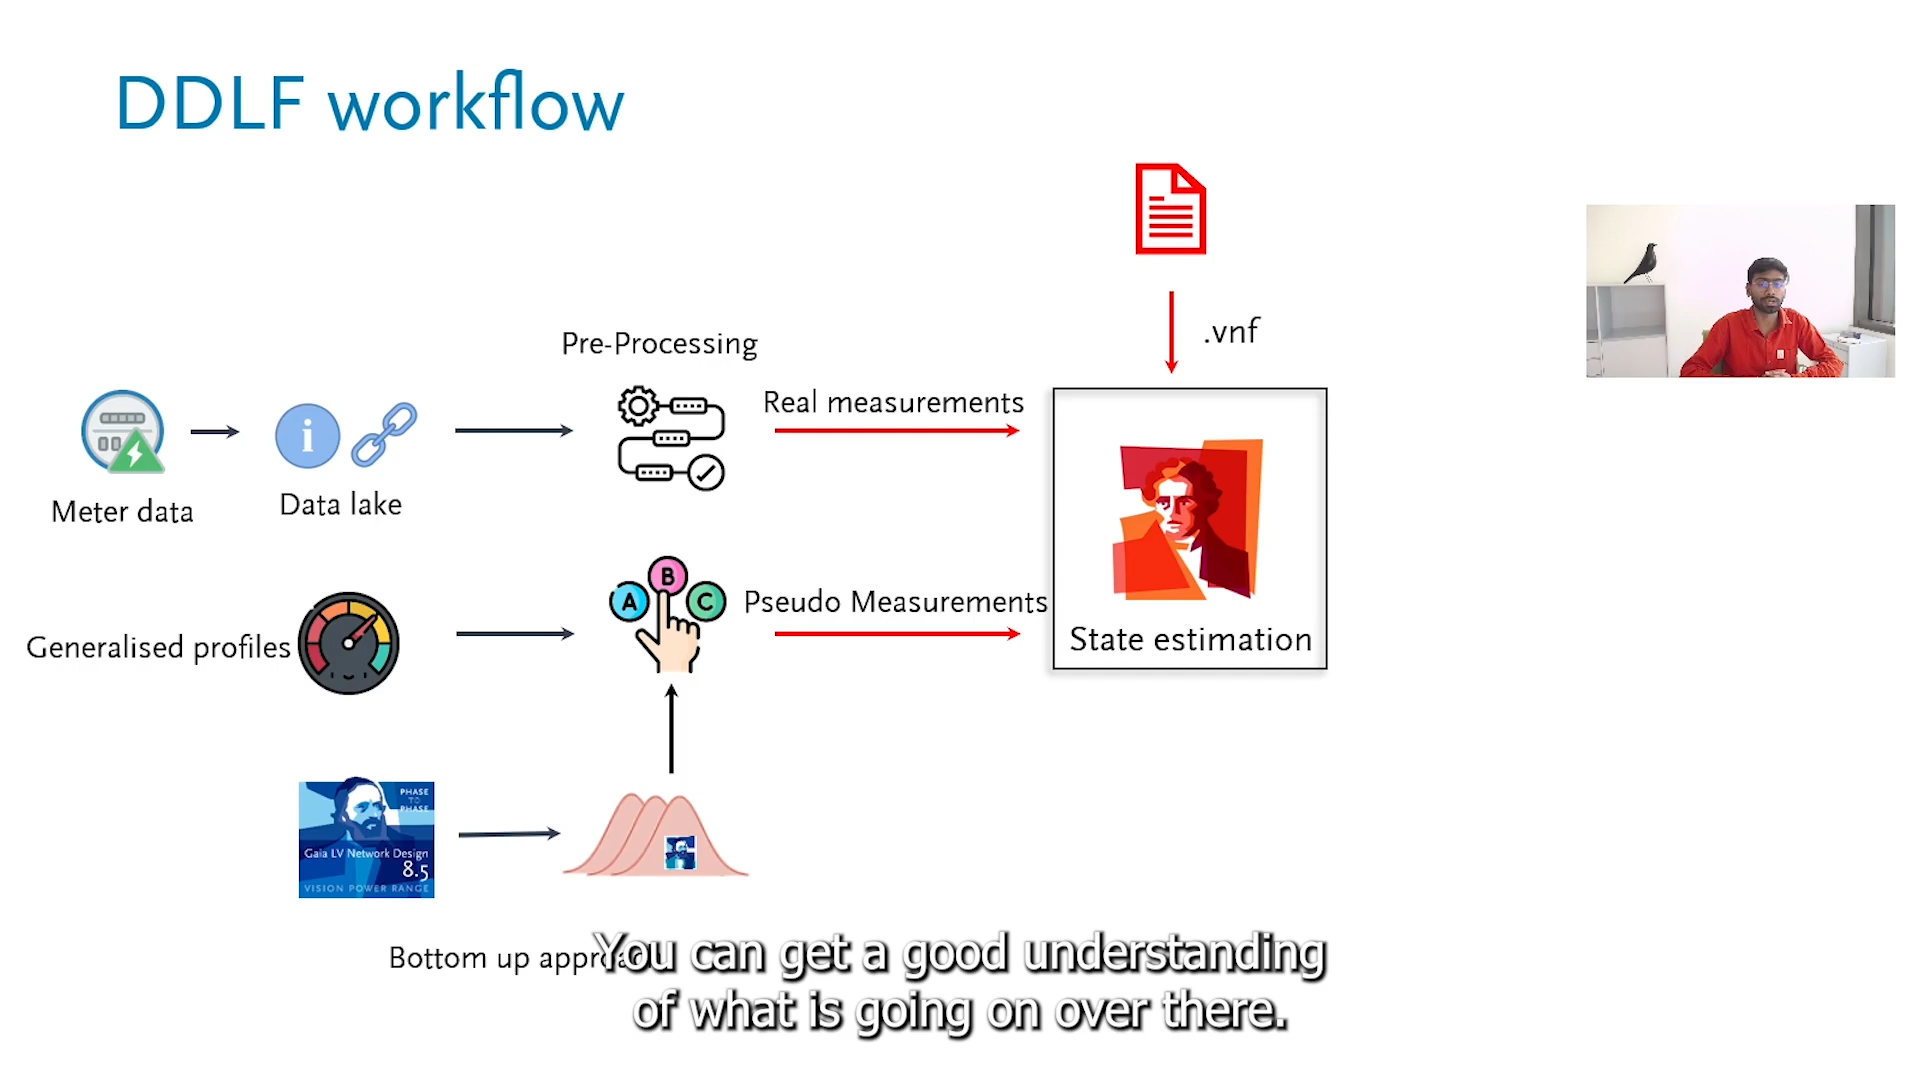 DDLF workflow
.vnf
Pre-Processing
Real measurements
Meter data
i
Data lake
A
B
C
Pseudo Measurements
Generalised profiles
State estimation
PHASE
TO
PHASE
Gaia LV Network Design
8.5
VISION POWER RANGE
Bottom up
You can get a good understanding
of what is going on over there.